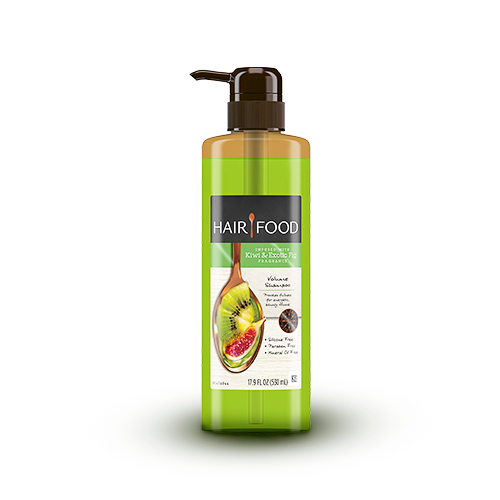 HAIR FOOD
INFUSED WITH
Kiwi & Exotic Fig
FRAGRANCE
Volume
Shampoo
• Silicone Free
• Paraben Free
• Mineral Oil Free
17.9 FL OZ (530 mL)